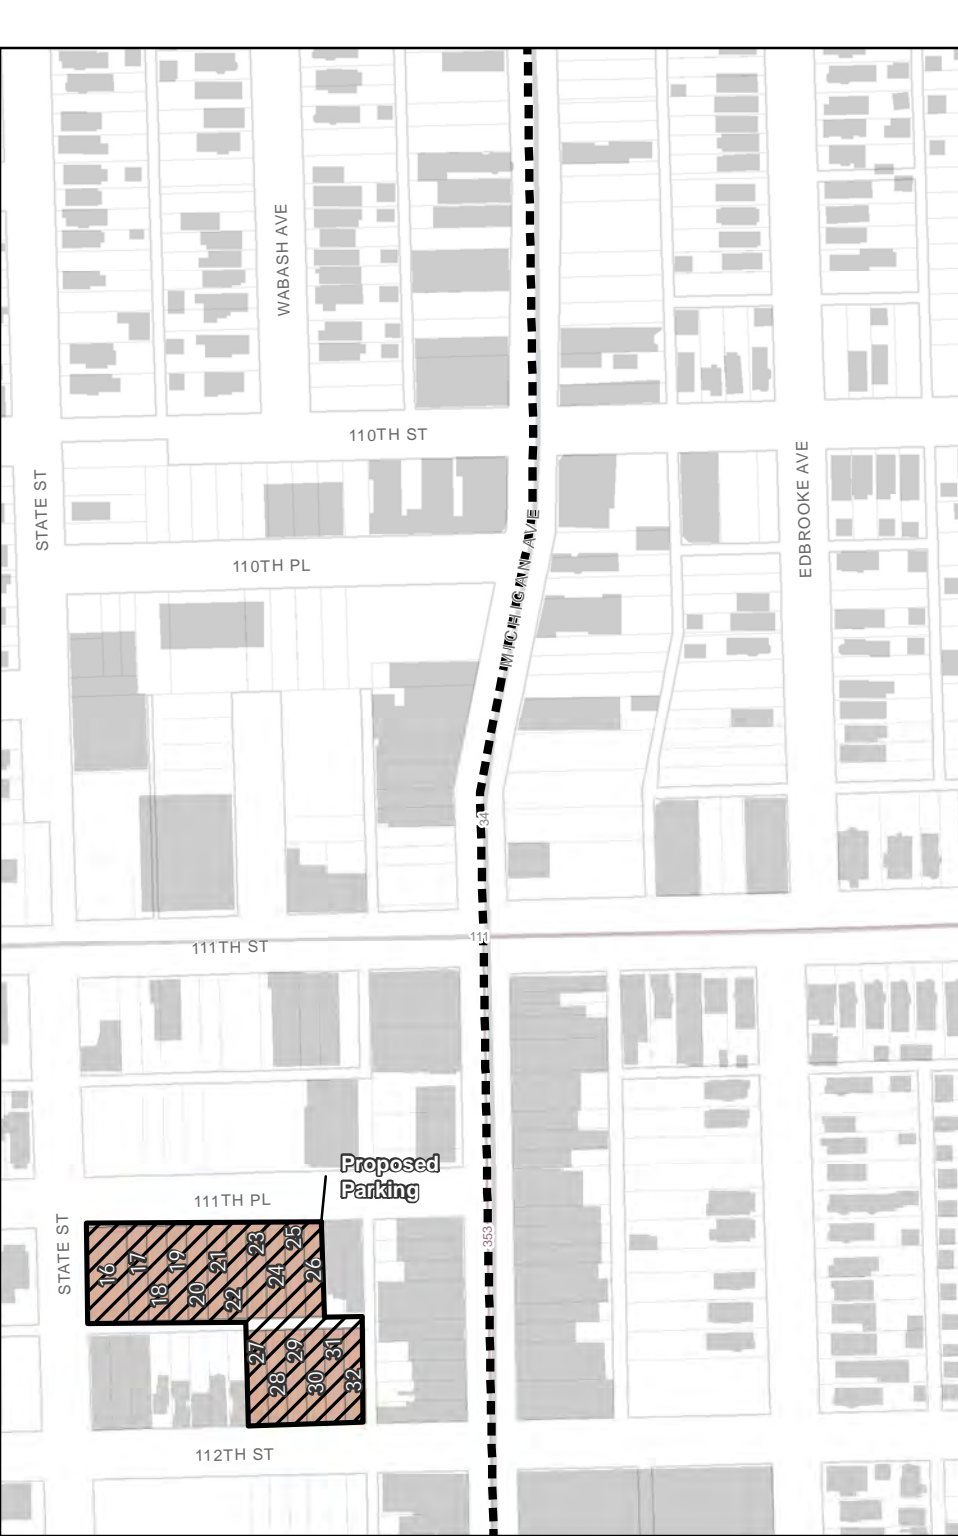 WABASH AVE
110TH ST
STATE ST
EDBROOKE AVE
MICHIGAN AVE
110TH PL
34
111
111TH ST
Proposed
Parking
111TH PL
STATE ST
353
16
17
18
19
20
21
22
23
24
25
26
27
28
29
30
31
32
112TH ST